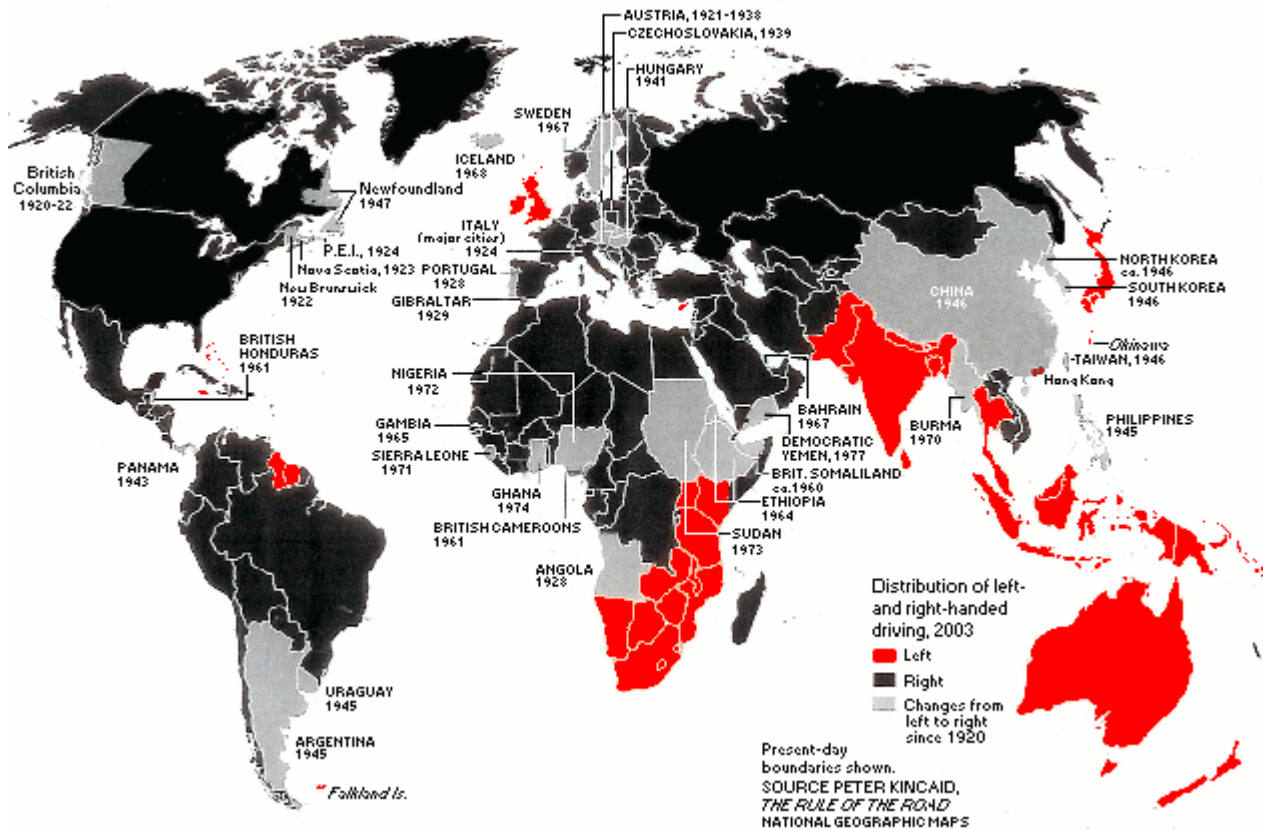 AUSTRIA, 1921-1938
CZECHOSLOVAKIA, 1939
HUNGARY
1941
SWEDEN
1967
ICELAND
1968
British
Columbia
1920-22
Newfoundland
1947
P.E.I., 1924
Nova Scotia, 1923
New Brunswick
1922
ITALY
(major cities)
1924
PORTUGAL
1928
GIBRALTAR
1929
NORTH KOREA
ca. 1946
SOUTH KOREA
1946
CHINA
1946
Okinawa
TAIWAN, 1946
Hong Kong
BRITISH
HONDURAS
1961
NIGERIA
1972
GAMBIA
1965
SIERRA LEONE
1971
GHANA
1974
BRITISH CAMEROONS
1961
ANGOLA
1928
BAHRAIN
1967
DEMOCRATIC
YEMEN, 1977
BRIT. SOMALILAND
ca. 1960
ETHIOPIA
1964
SUDAN
1973
BURMA
1970
PHILIPPINES
1945
PANAMA
1943
URAGUAY
1945
ARGENTINA
1945
Falkland Is.
Distribution of left-
and right-handed
driving, 2003
Left
Right
Changes from
left to right
since 1920
Present-day
boundaries shown.
SOURCE PETER KINCAID,
THE RULE OF THE ROAD
NATIONAL GEOGRAPHIC MAPS